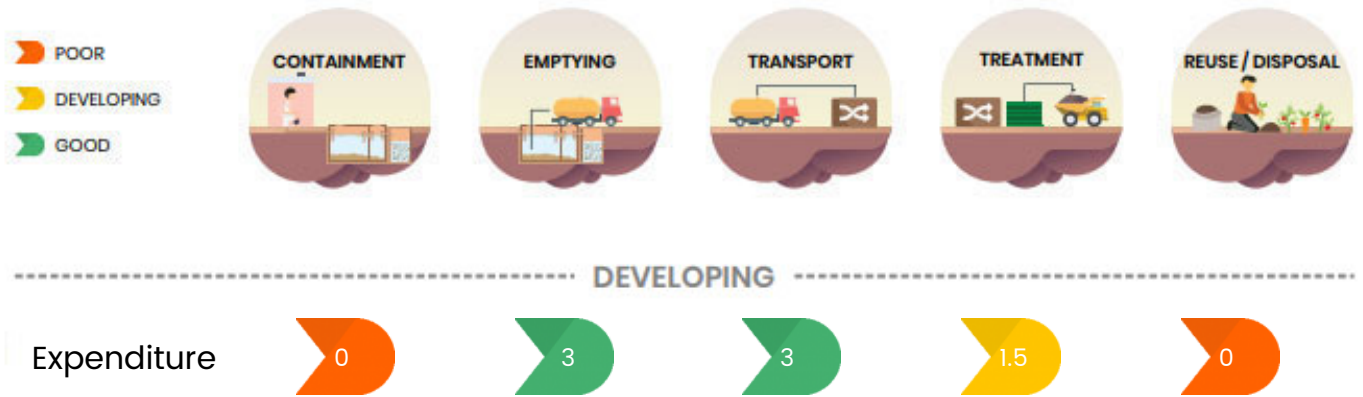 POOR
DEVELOPING
GOOD
CONTAINMENT
EMPTYING
TRANSPORT
TREATMENT
REUSE / DISPOSAL
DEVELOPING
Expenditure
0
3
3
1.5
0